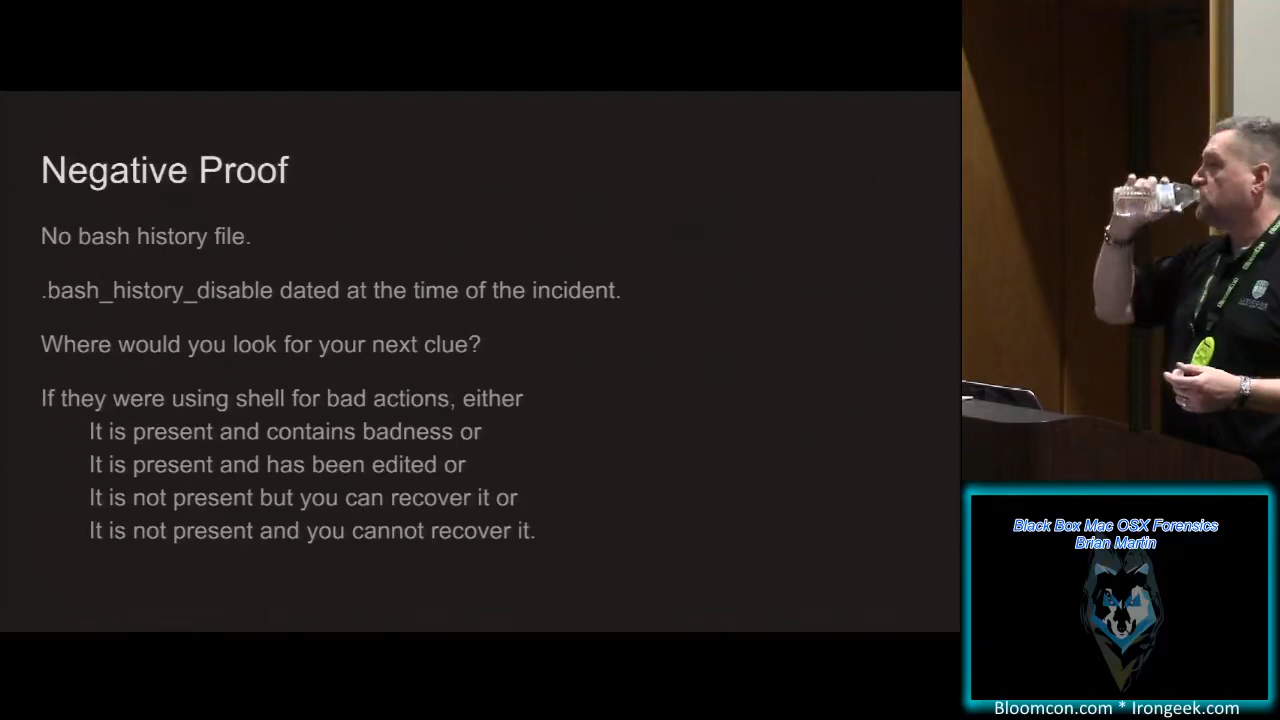 Negative Proof
No bash history file.
.bash_history_disable dated at the time of the incident.
Where would you look for your next clue?
If they were using shell for bad actions, either
It is present and contains badness or
It is present and has been edited or
It is not present but you can recover it or
It is not present and you cannot recover it.
Black Box Mac OSX Forensics
Brian Martin
Bloomcon.com * Irongeek.com